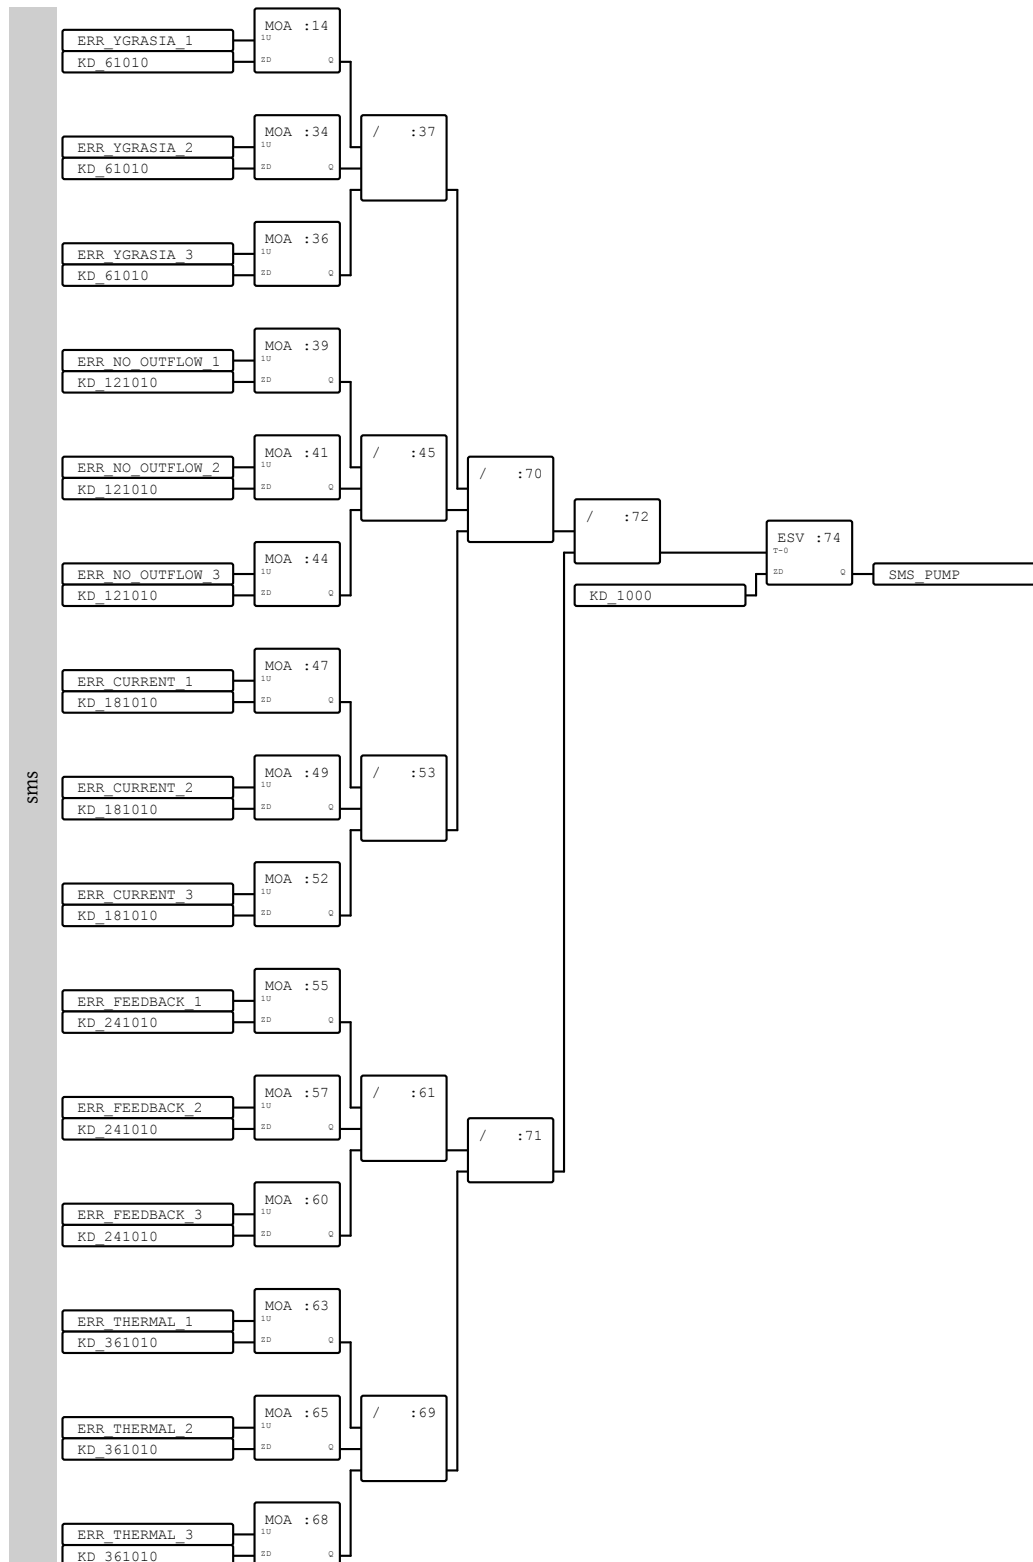 sms
MOA :14
ERR_YGRASIA_1
1U
KD_61010
ZD
Q
MOA :34
ERR_YGRASIA_2
1U
KD_61010
ZD
Q
/ :37
MOA :36
ERR_YGRASIA_3
1U
KD_61010
ZD
Q
MOA :39
ERR_NO_OUTFLOW_1
1U
KD_121010
ZD
Q
MOA :41
ERR_NO_OUTFLOW_2
1U
KD_121010
ZD
Q
/ :45
/ :70
MOA :44
ERR_NO_OUTFLOW_3
1U
KD_121010
ZD
Q
/ :72
ESV :74
T-0
ZD
Q
SMS_PUMP
KD_1000
MOA :47
ERR_CURRENT_1
1U
KD_181010
ZD
Q
MOA :49
ERR_CURRENT_2
1U
KD_181010
ZD
Q
/ :53
MOA :52
ERR_CURRENT_3
1U
KD_181010
ZD
Q
MOA :55
ERR_FEEDBACK_1
1U
KD_241010
ZD
Q
MOA :57
ERR_FEEDBACK_2
1U
KD_241010
ZD
Q
/ :61
/ :71
MOA :60
ERR_FEEDBACK_3
1U
KD_241010
ZD
Q
MOA :63
ERR_THERMAL_1
1U
KD_361010
ZD
Q
MOA :65
ERR_THERMAL_2
1U
KD_361010
ZD
Q
/ :69
MOA :68
ERR_THERMAL_3
1U
KD_361010
ZD
Q